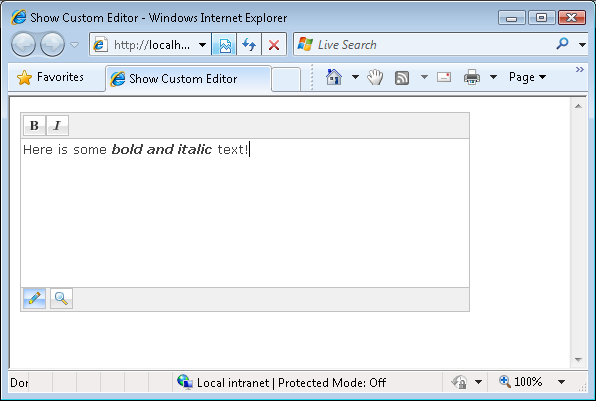 Show Custom Editor - Windows Internet Explorer
http://localh...
Live Search
Favorites
Show Custom Editor
Page
»
B I
Here is some bold and italic text!
Dor
Local intranet | Protected Mode: Off
100%